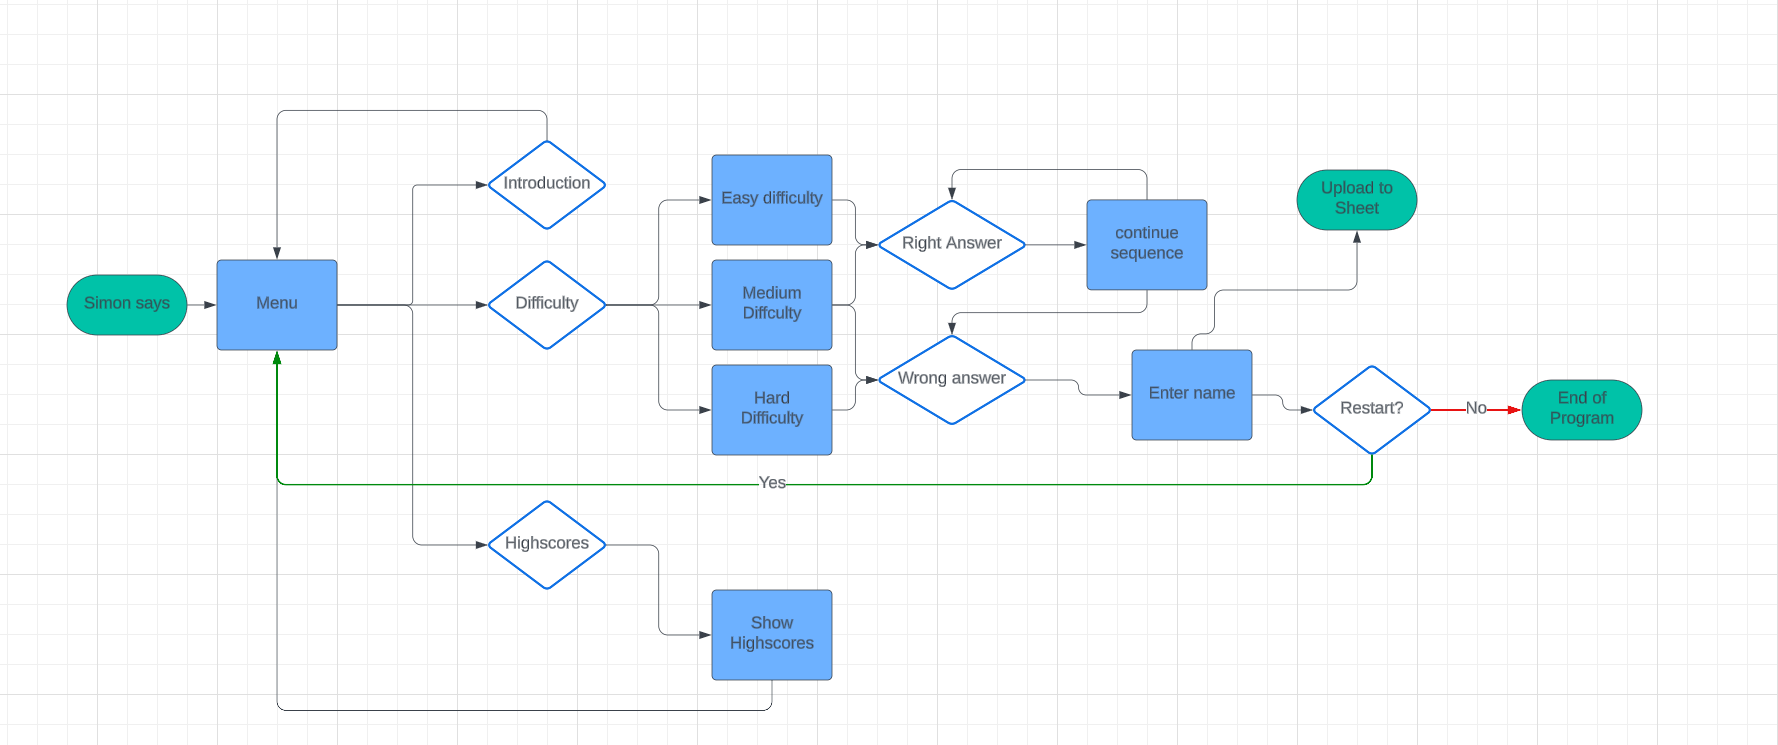 Simon says
Menu
Introduction
Difficulty
Highscores
Easy difficulty
Medium
Diffculty
Hard
Difficulty
Show
Highscores
Right Answer
Wrong answer
continue
sequence
Enter name
Upload to
Sheet
Restart?
No
End of
Program
Yes